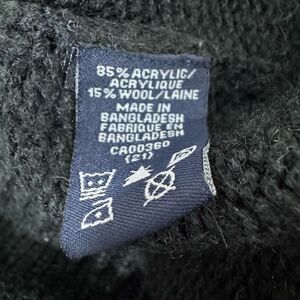 85% ACRYLIC/
ACRYLIQUE
15% WOOL/LAINE
MADE IN
BANGLADESH
FABRIQUE EN
BANGLADESH
CA00360
(21)